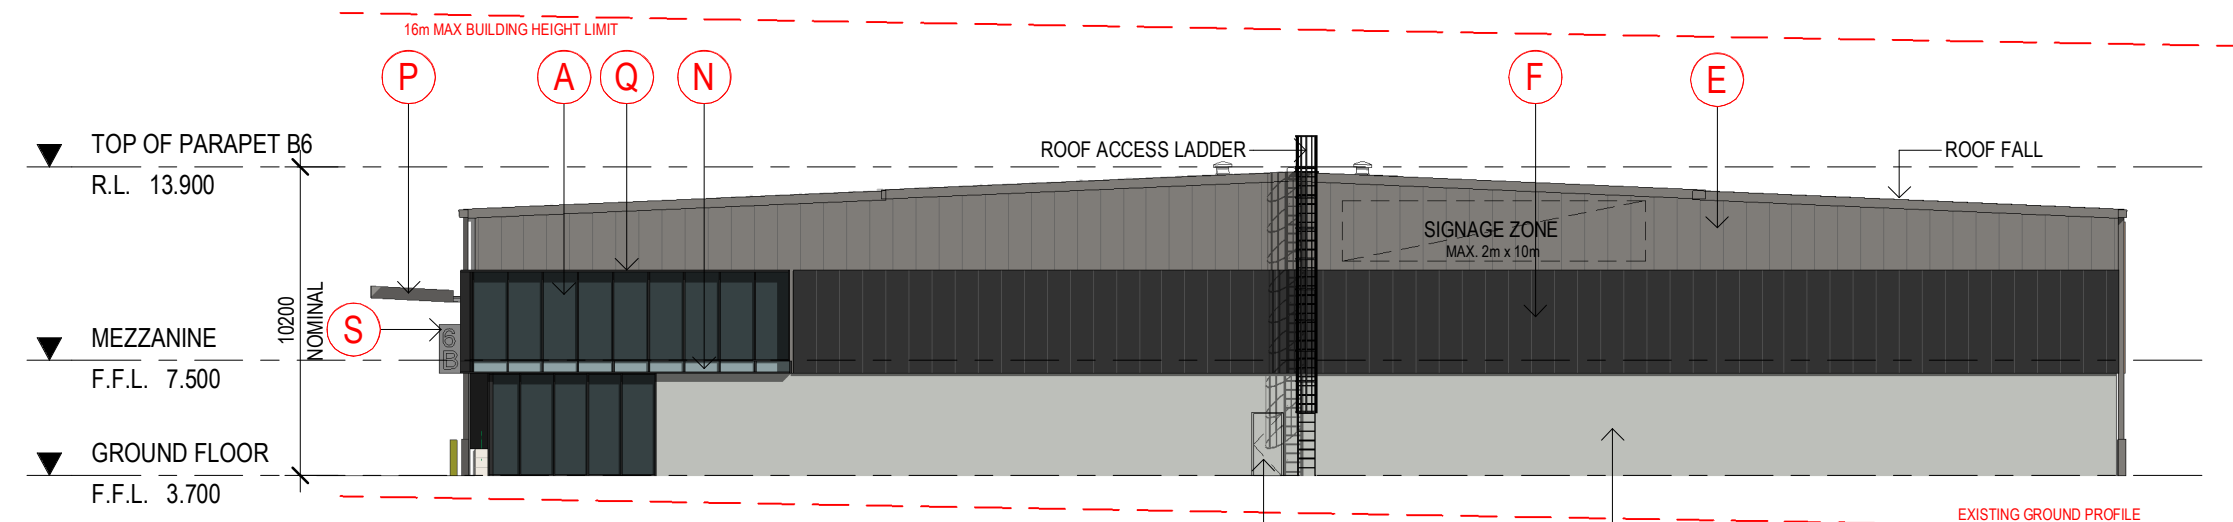 16m MAX BUILDING HEIGHT LIMIT
P
A
Q
N
F
E
TOP OF PARAPET B6
R.L. 13.900
ROOF ACCESS LADDER
ROOF FALL
SIGNAGE ZONE
MAX. 2m x 10m
10200
NOMINAL
S
6B
MEZZANINE
F.F.L. 7.500
GROUND FLOOR
F.F.L. 3.700
EXISTING GROUND PROFILE